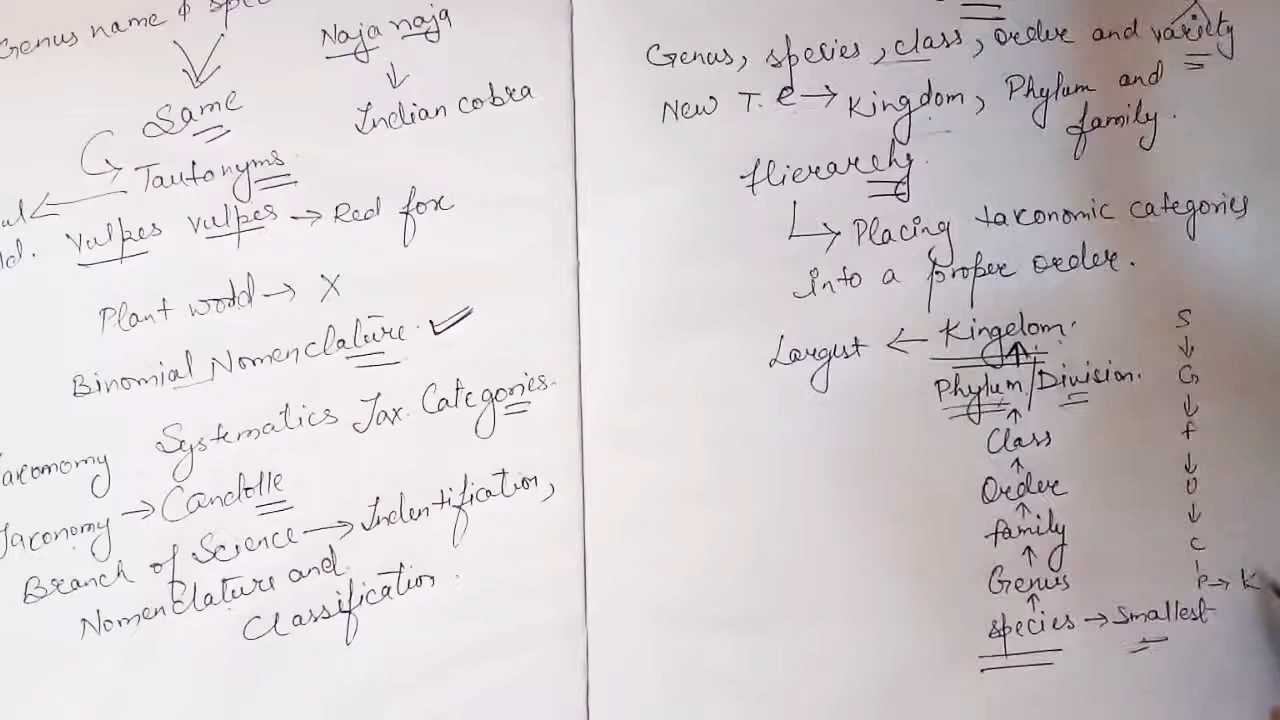 Genus name &
Naja naja
↓
Indian cobra
Same
Tautonyms
Vulpes vulpes → Red fox
Plant world → X
Binomial Nomenclature. ✓
Systematics Tax. Categories.
Taxonomy
Taxonomy → Candolle
Branch of Science → Indentification,
Nomenclature and
Classification.
Genus, species, class, order and variety
New T. C → Kingdom, Phylum and
family.
Hierarchy.
↳ Placing taxonomic categories
into a proper order.
Largest ← Kingdom.
↑
Phylum/Division.
↑
Class
↑
Order
↑
family
↑
Genus
↑
species → Smallest
S
↓
G
↓
f
↓
O
↓
C
|
P → K